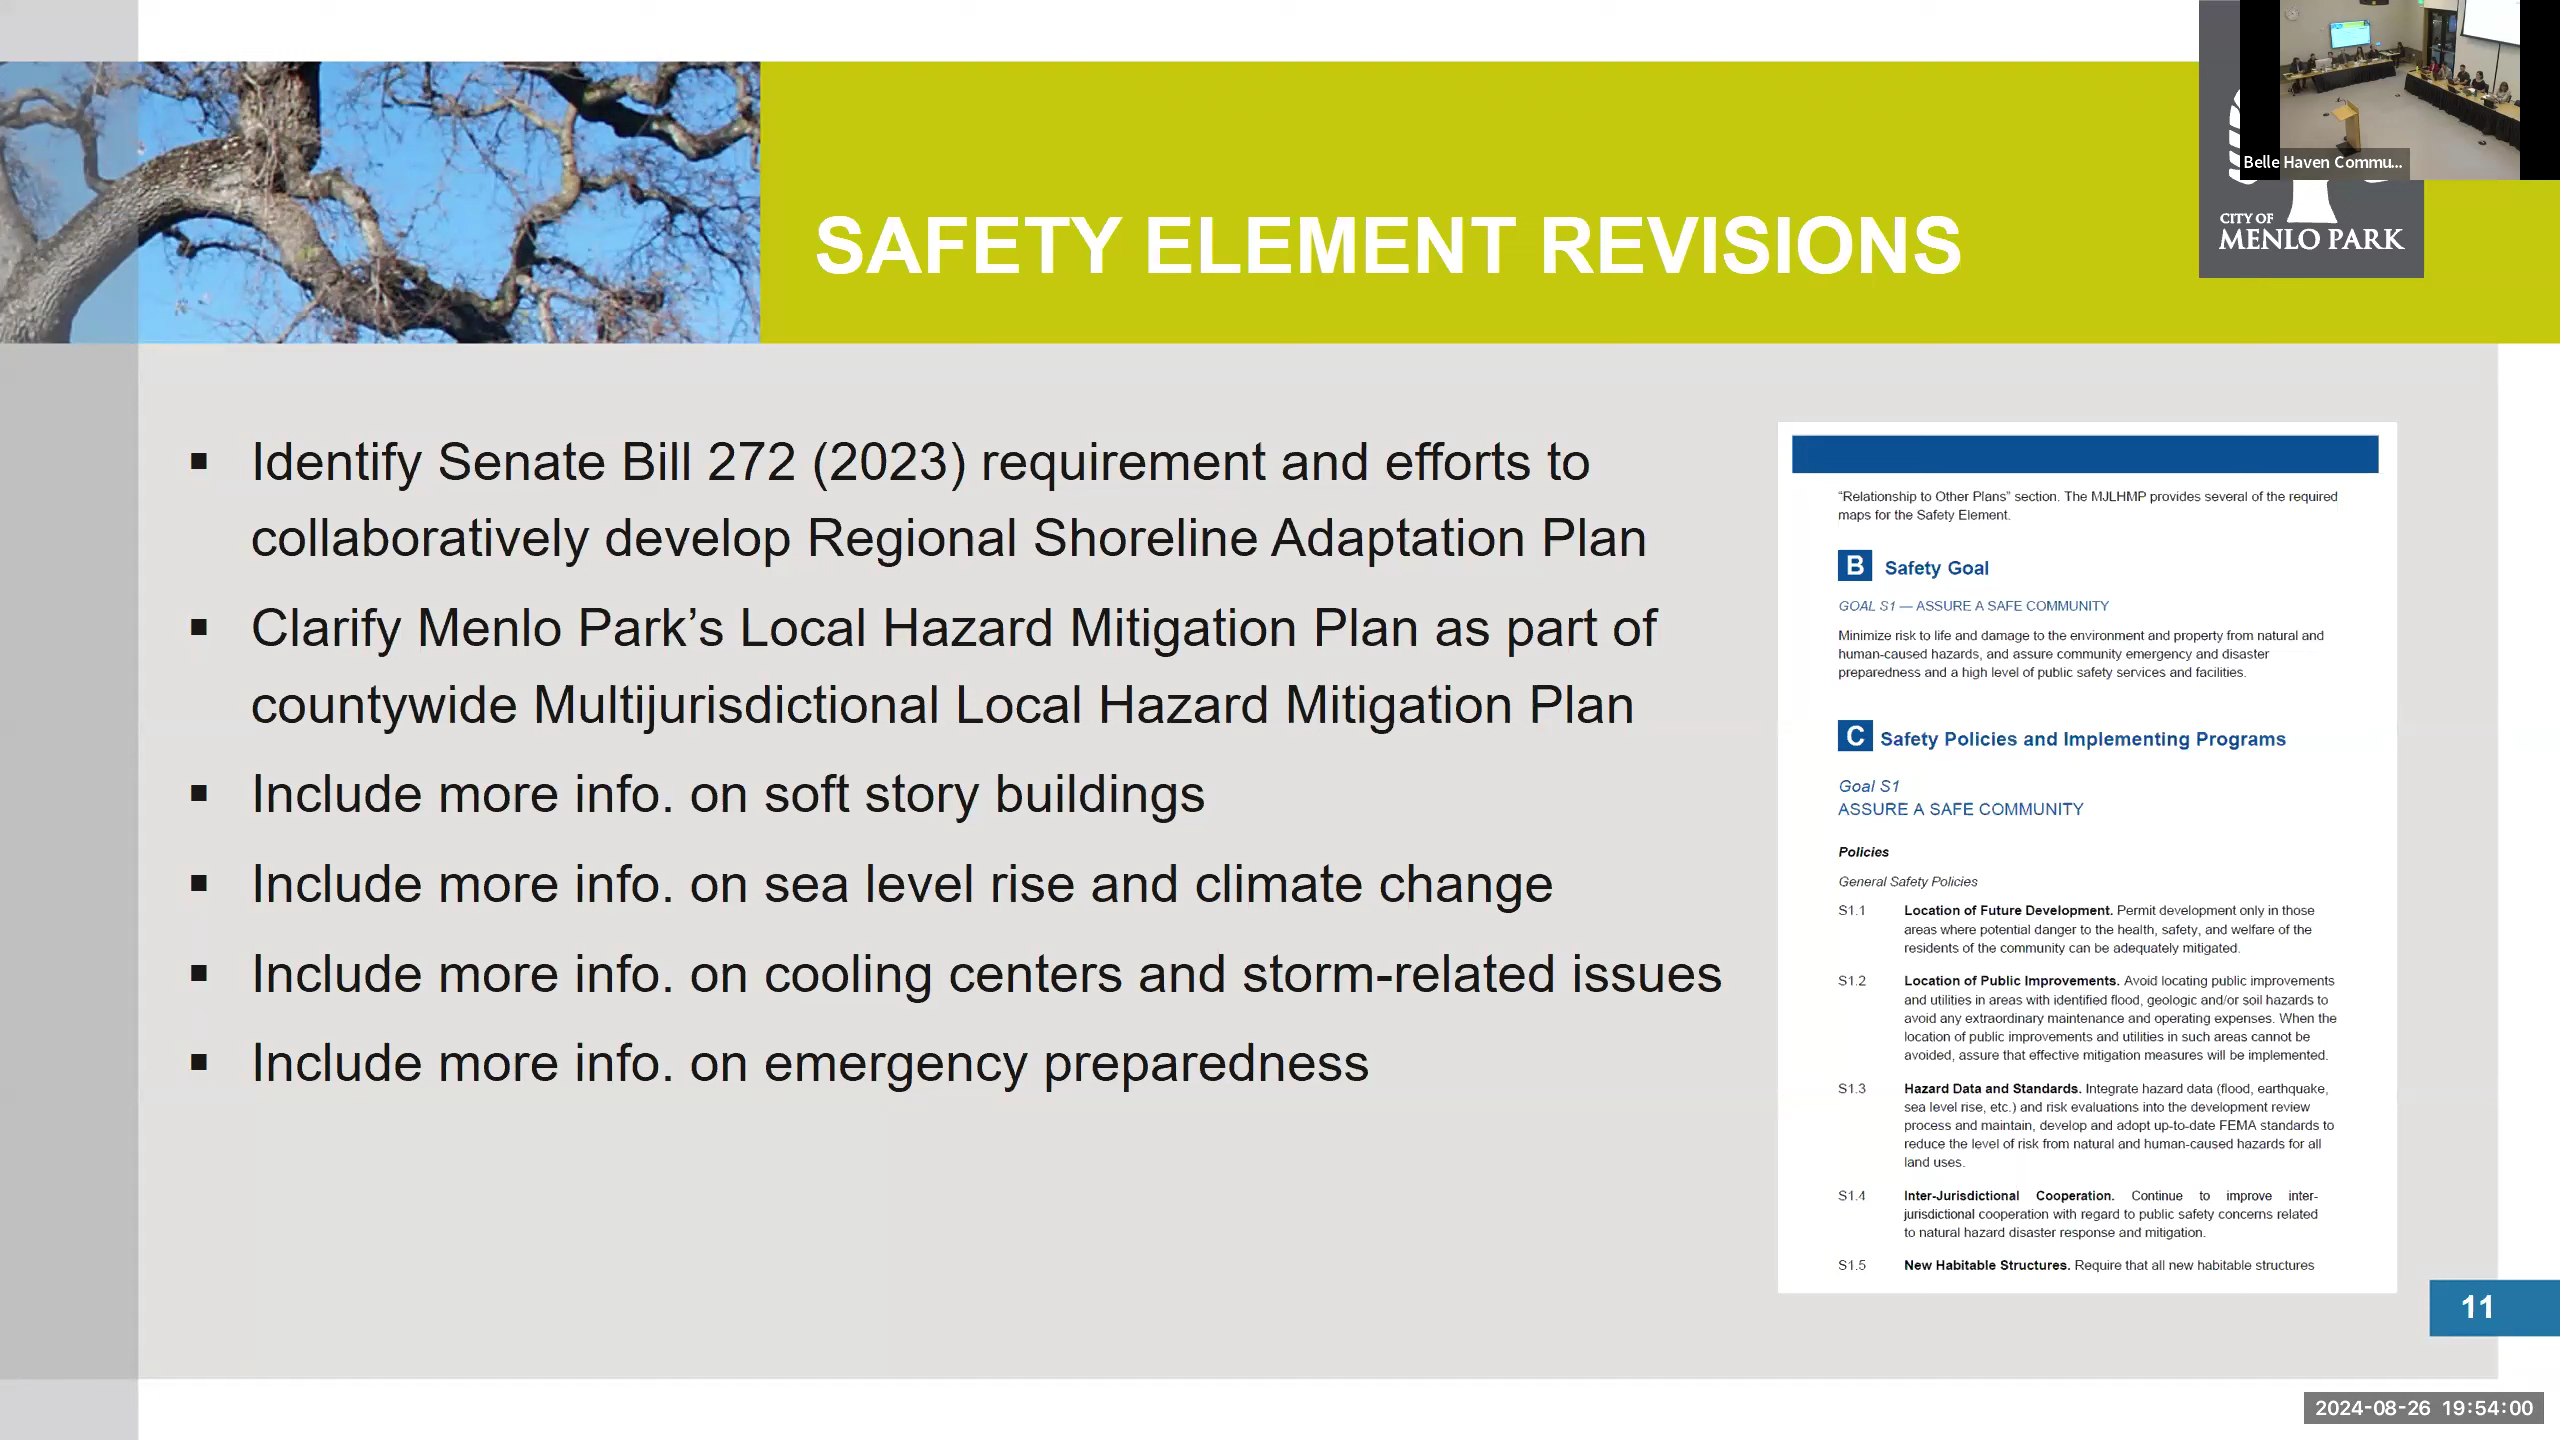 Belle Haven Commu...
CITY OF
MENLO PARK
SAFETY ELEMENT REVISIONS
▪ Identify Senate Bill 272 (2023) requirement and efforts to
collaboratively develop Regional Shoreline Adaptation Plan
▪ Clarify Menlo Park’s Local Hazard Mitigation Plan as part of
countywide Multijurisdictional Local Hazard Mitigation Plan
▪ Include more info. on soft story buildings
▪ Include more info. on sea level rise and climate change
▪ Include more info. on cooling centers and storm-related issues
▪ Include more info. on emergency preparedness
“Relationship to Other Plans” section. The MJLHMP provides several of the required
maps for the Safety Element.
B Safety Goal
GOAL S1 — ASSURE A SAFE COMMUNITY
Minimize risk to life and damage to the environment and property from natural and
human-caused hazards, and assure community emergency and disaster
preparedness and a high level of public safety services and facilities.
C Safety Policies and Implementing Programs
Goal S1
ASSURE A SAFE COMMUNITY
Policies
General Safety Policies
S1.1 Location of Future Development. Permit development only in those
areas where potential danger to the health, safety, and welfare of the
residents of the community can be adequately mitigated.
S1.2 Location of Public Improvements. Avoid locating public improvements
and utilities in areas with identified flood, geologic and/or soil hazards to
avoid any extraordinary maintenance and operating expenses. When the
location of public improvements and utilities in such areas cannot be
avoided, assure that effective mitigation measures will be implemented.
S1.3 Hazard Data and Standards. Integrate hazard data (flood, earthquake,
sea level rise, etc.) and risk evaluations into the development review
process and maintain, develop and adopt up-to-date FEMA standards to
reduce the level of risk from natural and human-caused hazards for all
land uses.
S1.4 Inter-Jurisdictional Cooperation. Continue to improve inter-
jurisdictional cooperation with regard to public safety concerns related
to natural hazard disaster response and mitigation.
S1.5 New Habitable Structures. Require that all new habitable structures
11
2024-08-26 19:54:00